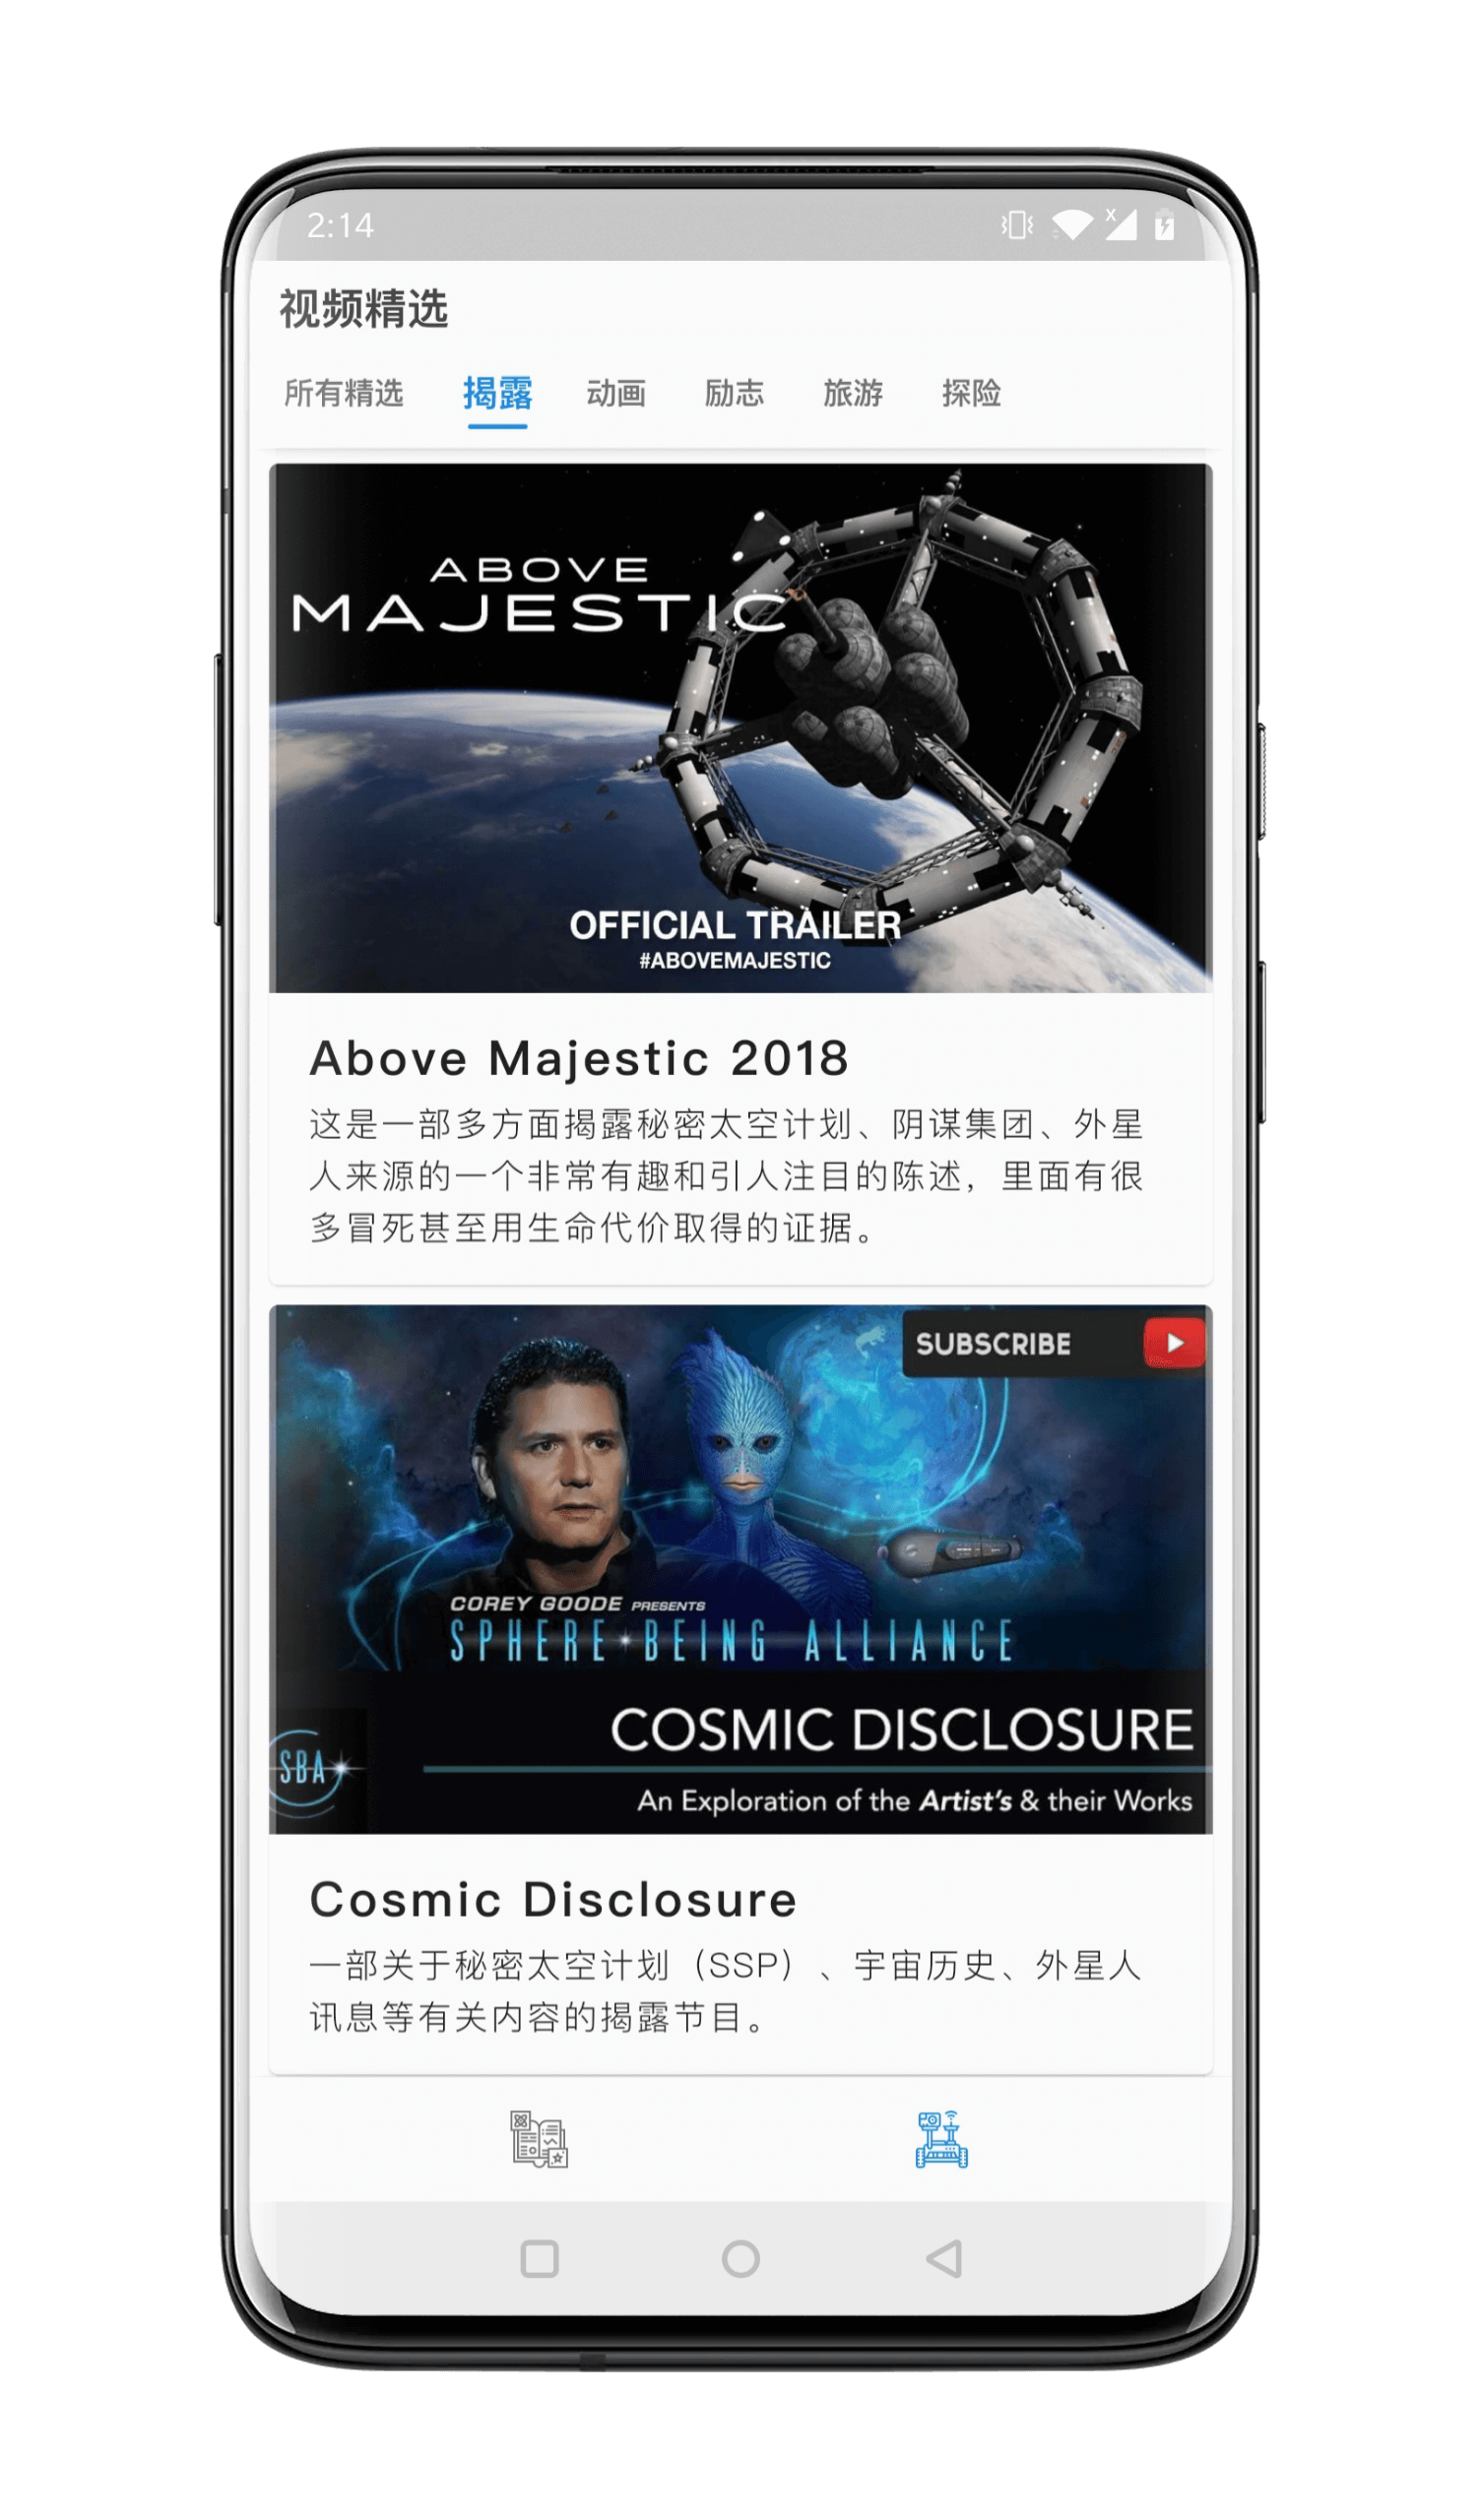 2:14
视频精选
所有精选 揭露 动画 励志 旅游 探险
ABOVE
MAJESTIC
OFFICIAL TRAILER
#ABOVEMAJESTIC
Above Majestic 2018
这是一部多方面揭露秘密太空计划、阴谋集团、外星
人来源的一个非常有趣和引人注目的陈述，里面有很
多冒死甚至用生命代价取得的证据。
SUBSCRIBE
COREY GOODE PRESENTS
SPHERE BEING ALLIANCE
COSMIC DISCLOSURE
SBA
An Exploration of the Artist's & their Works
Cosmic Disclosure
一部关于秘密太空计划（SSP）、宇宙历史、外星人
讯息等有关内容的揭露节目。